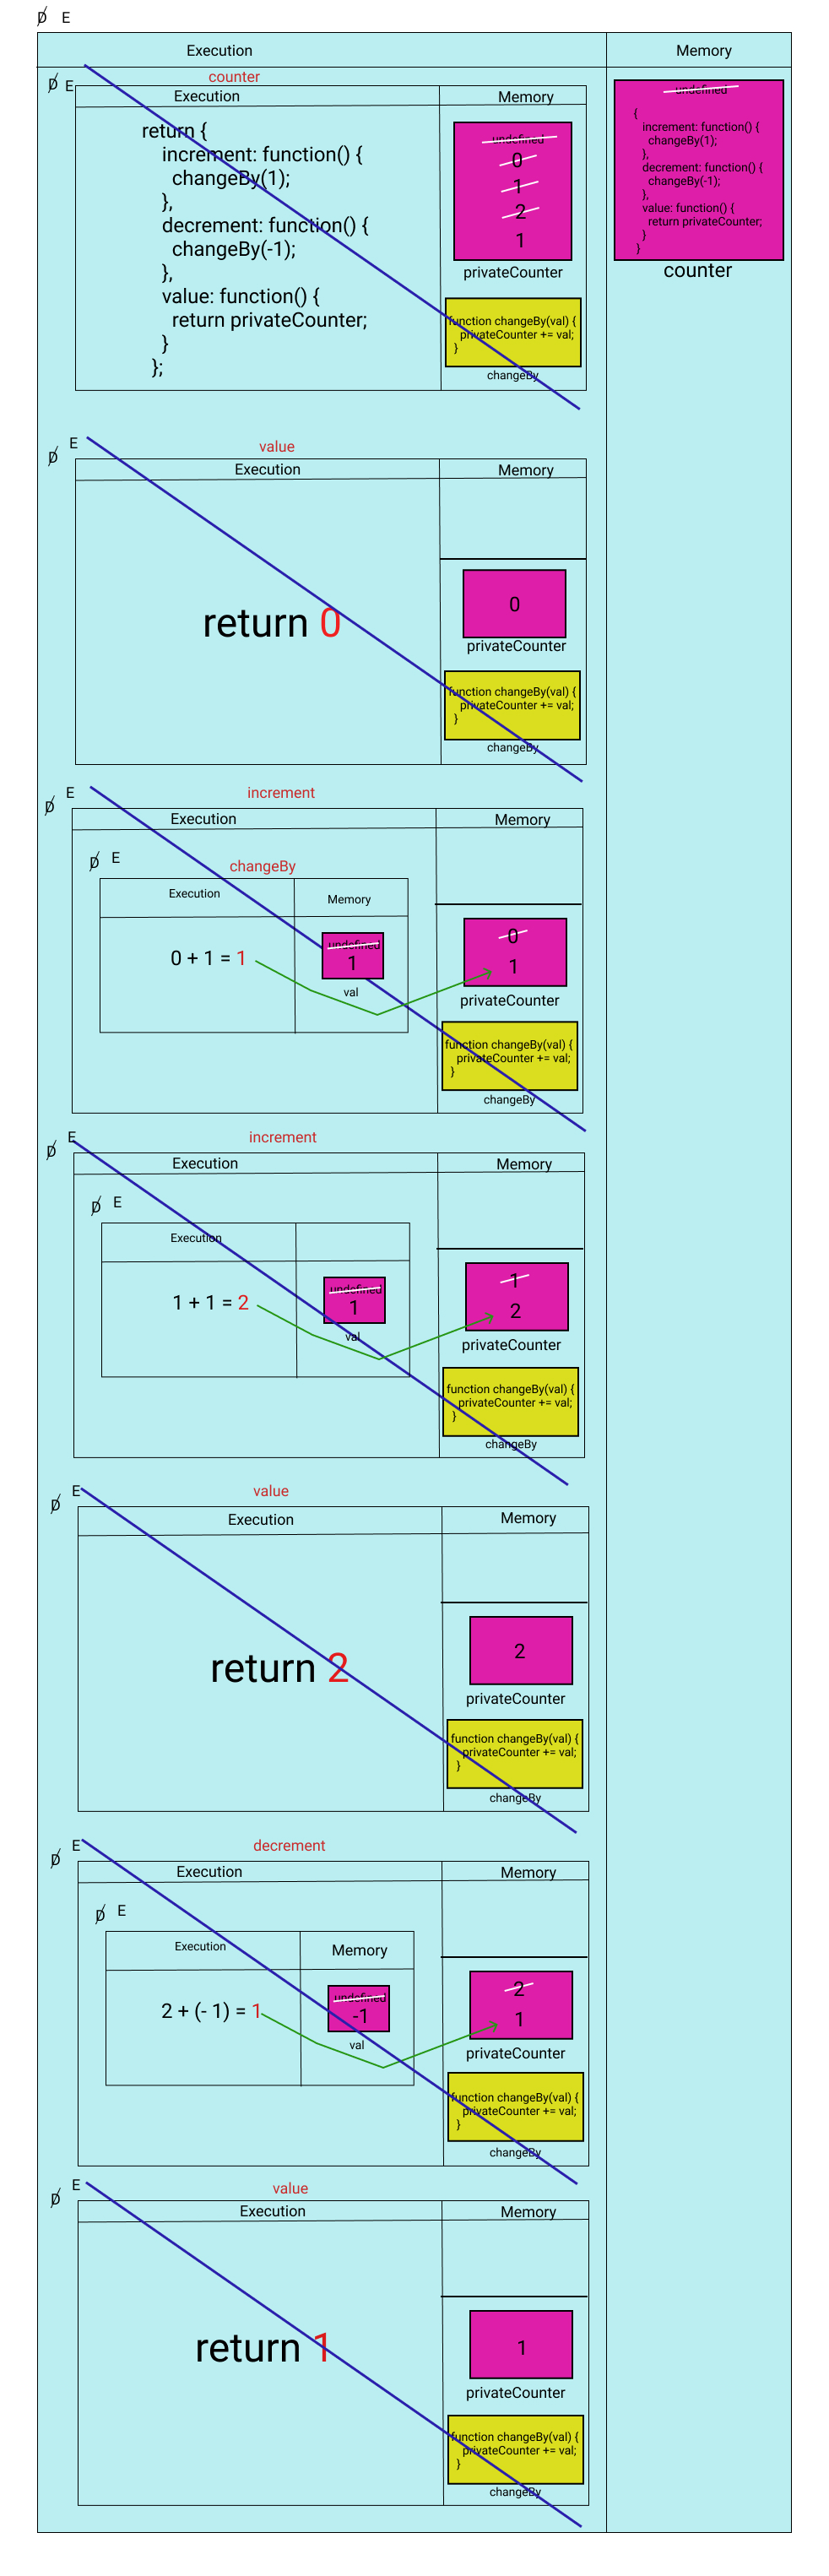 D E
Execution
Memory
D E
counter
Execution
Memory
return {
increment: function() {
changeBy(1);
},
decrement: function() {
changeBy(-1);
},
value: function() {
return privateCounter;
}
};
undefined
0
1
2
1
privateCounter
function changeBy(val) {
privateCounter += val;
}
changeBy
undefined
{
increment: function() {
changeBy(1);
},
decrement: function() {
changeBy(-1);
},
value: function() {
return privateCounter;
}
}
counter
D E
value
Execution
Memory
return 0
0
privateCounter
function changeBy(val) {
privateCounter += val;
}
changeBy
D E
increment
Execution
Memory
D E
changeBy
Execution
Memory
0 + 1 = 1
undefined
1
val
0
1
privateCounter
function changeBy(val) {
privateCounter += val;
}
changeBy
D E
increment
Execution
Memory
D E
Execution
1 + 1 = 2
undefined
1
val
1
2
privateCounter
function changeBy(val) {
privateCounter += val;
}
changeBy
D E
value
Execution
Memory
return 2
2
privateCounter
function changeBy(val) {
privateCounter += val;
}
changeBy
D E
decrement
Execution
Memory
D E
Execution
Memory
2 + (- 1) = 1
undefined
-1
val
2
1
privateCounter
function changeBy(val) {
privateCounter += val;
}
changeBy
D E
value
Execution
Memory
return 1
1
privateCounter
function changeBy(val) {
privateCounter += val;
}
changeBy